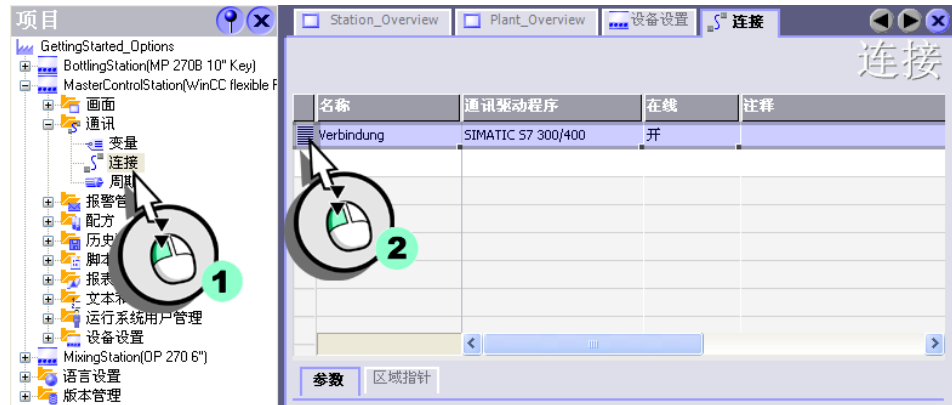 项目
GettingStarted_Options
BottlingStation(MP 270B 10" Key)
MasterControlStation(WinCC flexible F
画面
通讯
变量
连接
周期
报警管
配方
历史
脚本
报表
文本和
运行系统用户管理
设备设置
MixingStation(OP 270 6")
语言设置
版本管理
1
Station_Overview
Plant_Overview
设备设置
连接
连接
名称
通讯驱动程序
在线
注释
Verbindung
SIMATIC S7 300/400
开
2
参数
区域指针